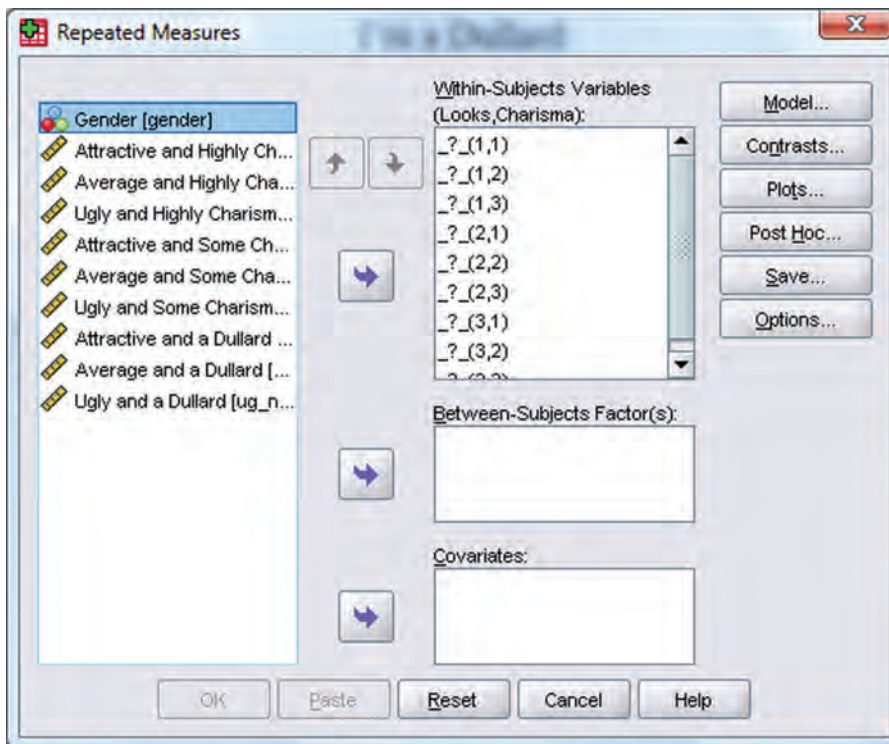 Repeated Measures
I'm a Dullard
Gender [gender]
Attractive and Highly Ch...
Average and Highly Cha...
Ugly and Highly Charism...
Attractive and Some Ch...
Average and Some Cha...
Ugly and Some Charism...
Attractive and a Dullard ...
Average and a Dullard [...
Ugly and a Dullard [ug_n...
Within-Subjects Variables
(Looks,Charisma):
_?_(1,1)
_?_(1,2)
_?_(1,3)
_?_(2,1)
_?_(2,2)
_?_(2,3)
_?_(3,1)
_?_(3,2)
Between-Subjects Factor(s):
Covariates:
Model...
Contrasts...
Plots...
Post Hoc...
Save...
Options...
OK
Paste
Reset
Cancel
Help